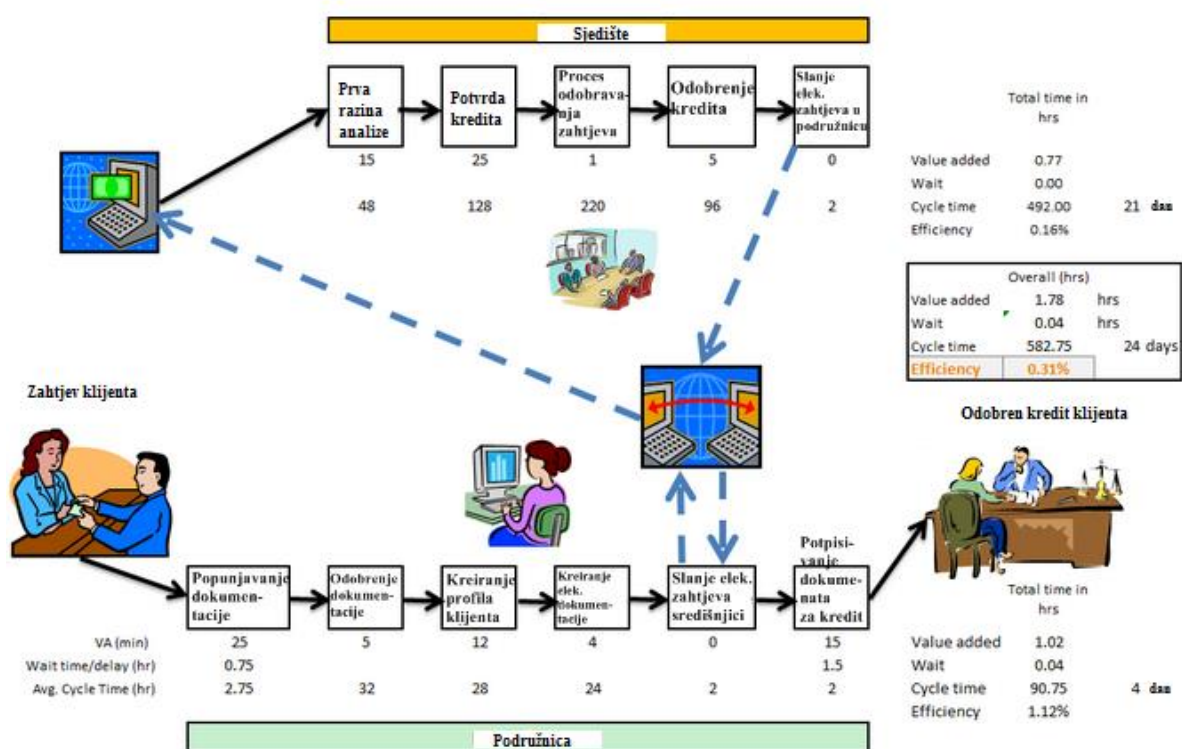 Sjedište
Prva
razina
analize
Potvrda
kredita
Proces
odobrava-
nja
zahtjeva
Odobrenje
kredita
Slanje
elek.
zahtjeva u
podružnicu
15 25 1 5 0
48 128 220 96 2
Total time in
hrs
Value added 0.77
Wait 0.00
Cycle time 492.00 21 dan
Efficiency 0.16%
Overall (hrs)
Value added 1.78 hrs
Wait 0.04 hrs
Cycle time 582.75 24 days
Efficiency 0.31%
Zahtjev klijenta
Odobren kredit klijenta
Popunjavanje
dokumen-
tacije
Odobrenje
dokumen-
tacije
Kreiranje
profila
klijenta
Kreiranje
elek.
dokumen-
tacije
Slanje elek.
zahtjeva
središnjici
Potpisi-
vanje
dokume-
nata
za kredit
VA (min) 25 5 12 4 0 15
Wait time/delay (hr) 0.75 1.5
Avg. Cycle Time (hr) 2.75 32 28 24 2 2
Total time in
hrs
Value added 1.02
Wait 0.04
Cycle time 90.75 4 dan
Efficiency 1.12%
Podružnica